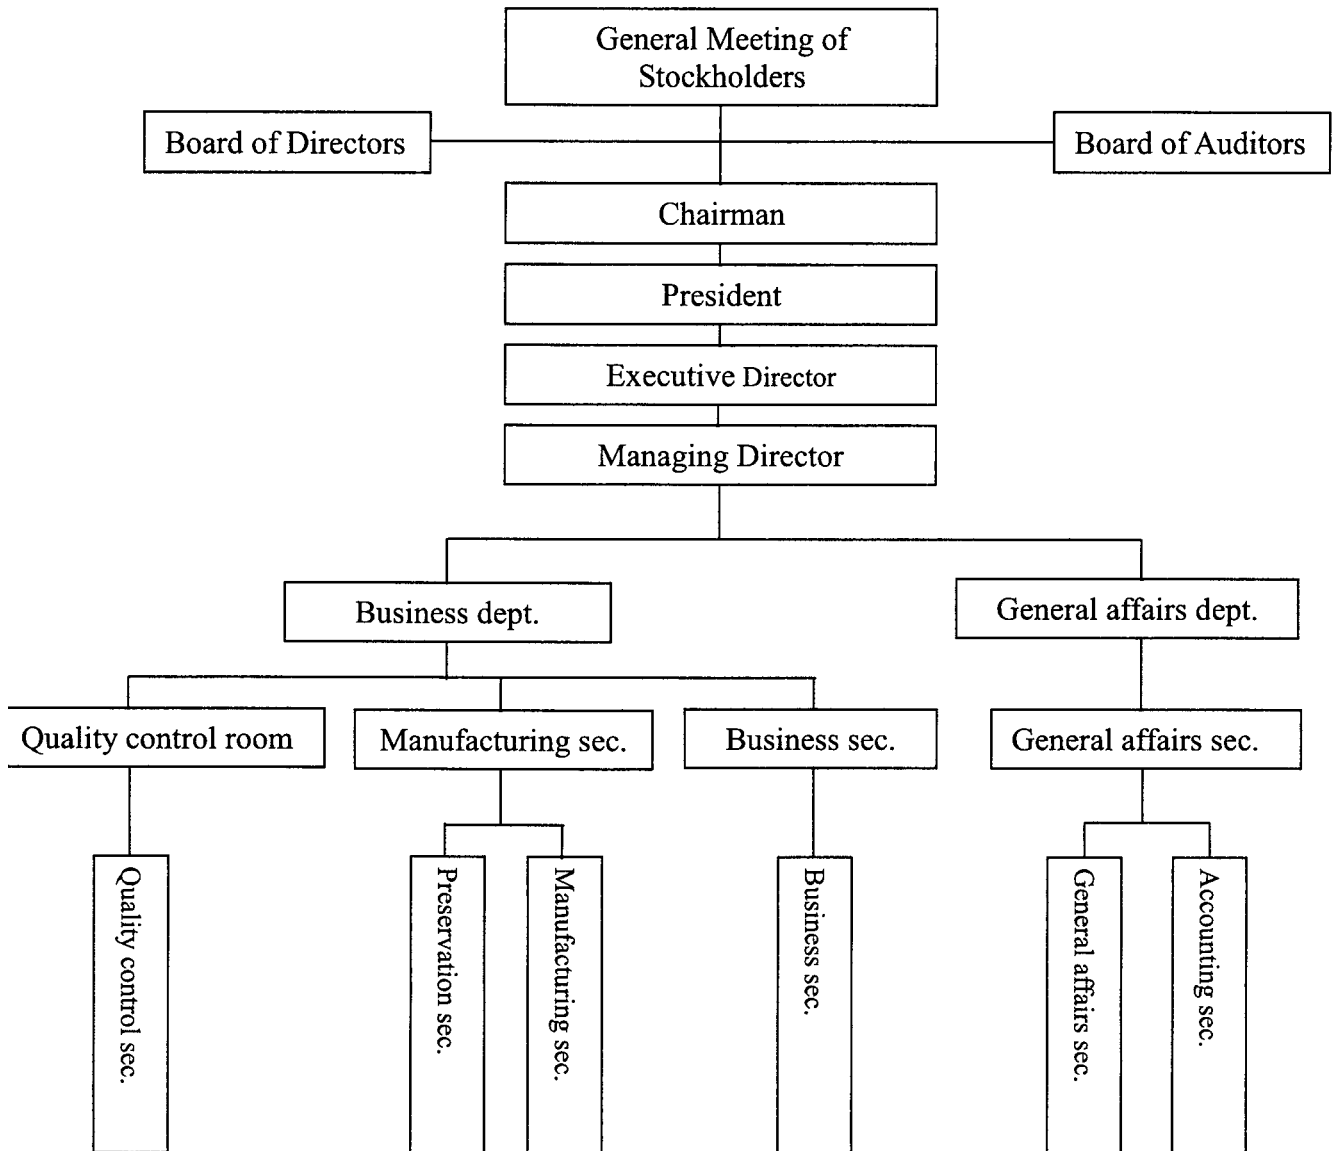 General Meeting of
Stockholders
Board of Directors
Board of Auditors
Chairman
President
Executive Director
Managing Director
Business dept.
General affairs dept.
Quality control room
Manufacturing sec.
Business sec.
General affairs sec.
Quality control sec.
Preservation sec.
Manufacturing sec.
Business sec.
General affairs sec.
Accounting sec.